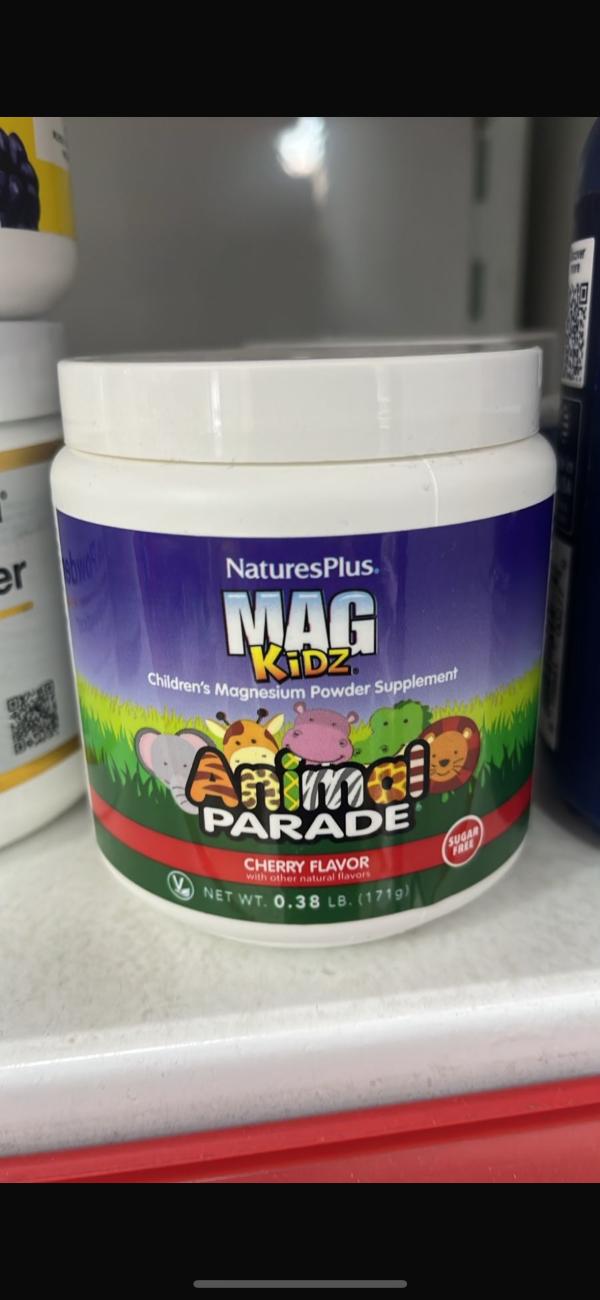 NaturesPlus.
MAG
KiDZ®
Children's Magnesium Powder Supplement
Animal
PARADE®
CHERRY FLAVOR
with other natural flavors
SUGAR
FREE
V
NET WT. 0.38 LB. (171g)
er